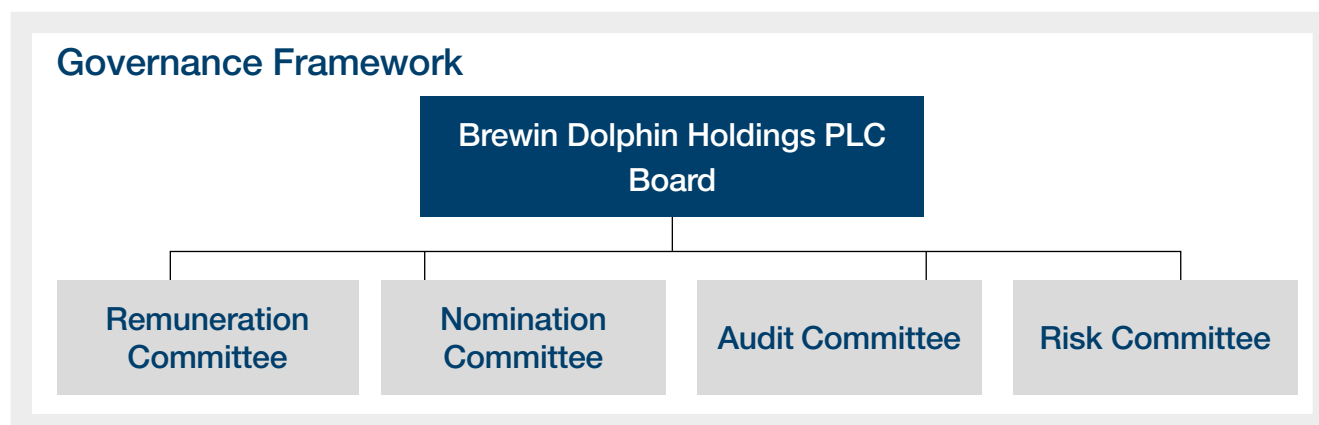 Governance Framework
Brewin Dolphin Holdings PLC
Board
Remuneration
Committee
Nomination
Committee
Audit Committee
Risk Committee